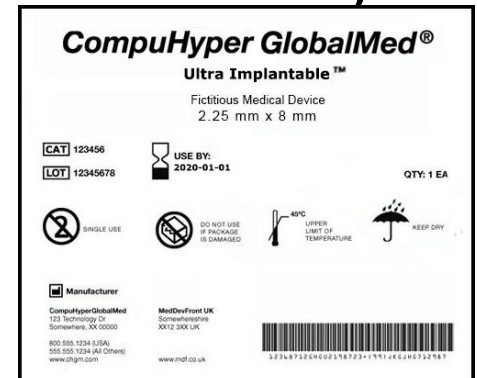 CompuHyper GlobalMed®
Ultra Implantable™
Fictitious Medical Device
2.25 mm x 8 mm
CAT 123456
LOT 12345678
USE BY:
2020-01-01
QTY: 1 EA
2
SINGLE USE
DO NOT USE
IF PACKAGE
IS DAMAGED
45°C
UPPER
LIMIT OF
TEMPERATURE
KEEP DRY
Manufacturer
CompuHyperGlobalMed
123 Technology Dr
Somewhere, XX 00000
800.555.1234 (USA)
555.555.1234 (All Others)
www.chgm.com
MedDevFront UK
Somewhereshire
XX12 3XX UK
www.mdf.co.uk